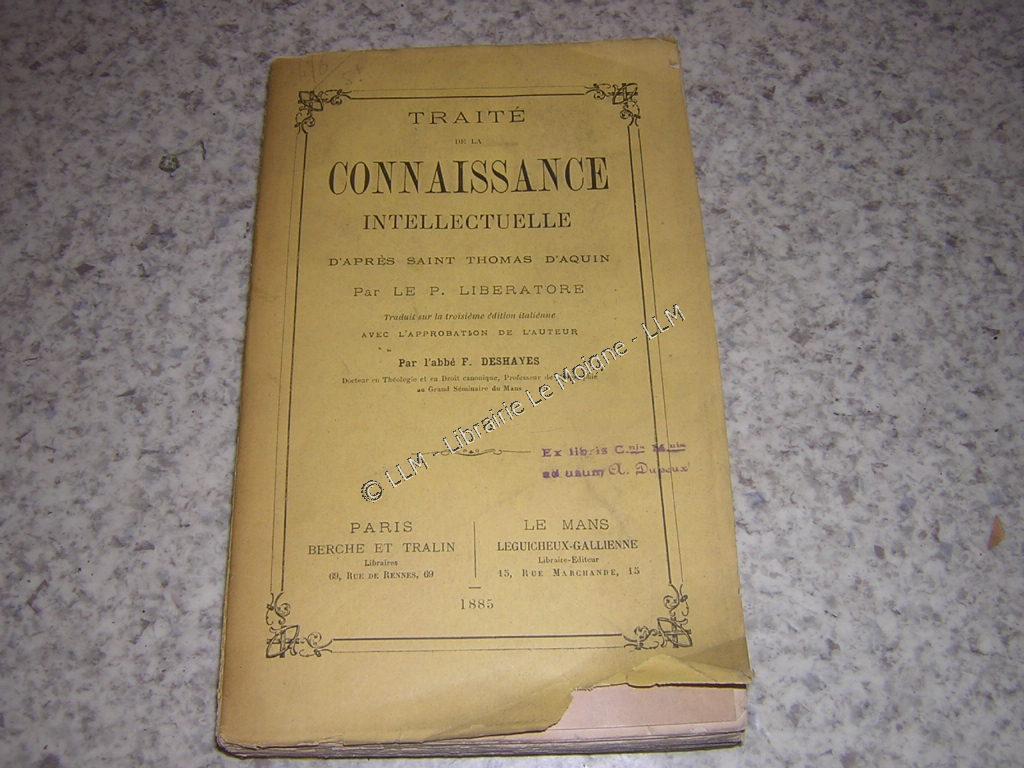 TRAITÉ
DE LA
CONNAISSANCE
INTELLECTUELLE
D'APRÈS SAINT THOMAS D'AQUIN
Par LE P. LIBERATORE
Traduit sur la troisième édition italienne
AVEC L'APPROBATION DE L'AUTEUR
Par l'abbé F. DESHAYES
Docteur en Théologie et en Droit canonique, Professeur de
au Grand Séminaire du Mans
© LLM - Librairie Le Moigne - LLM
Ex libris C.nis M
ad usum A.
PARIS
BERCHE ET TRALIN
Libraires
69, RUE DE RENNES, 69
LE MANS
LEGUICHEUX-GALLIENNE
Libraire-Editeur
15, RUE MARCHANDE, 15
1885